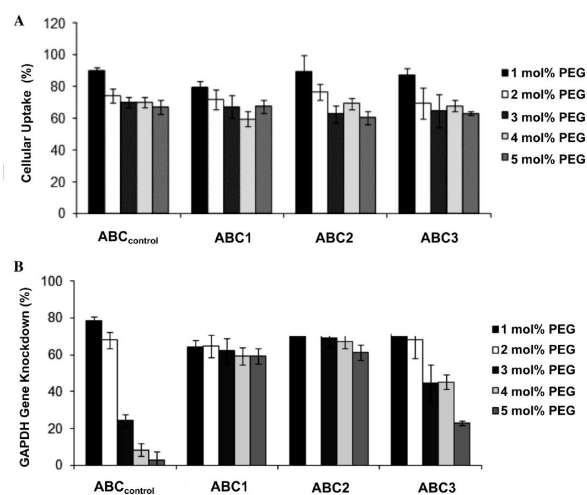 A
Cellular Uptake (%)
120
100
80
60
40
20
0
ABCcontrol
ABC1
ABC2
ABC3
1 mol% PEG
2 mol% PEG
3 mol% PEG
4 mol% PEG
5 mol% PEG
B
GAPDH Gene Knockdown (%)
100
80
60
40
20
0
ABCcontrol
ABC1
ABC2
ABC3
1 mol% PEG
2 mol% PEG
3 mol% PEG
4 mol% PEG
5 mol% PEG